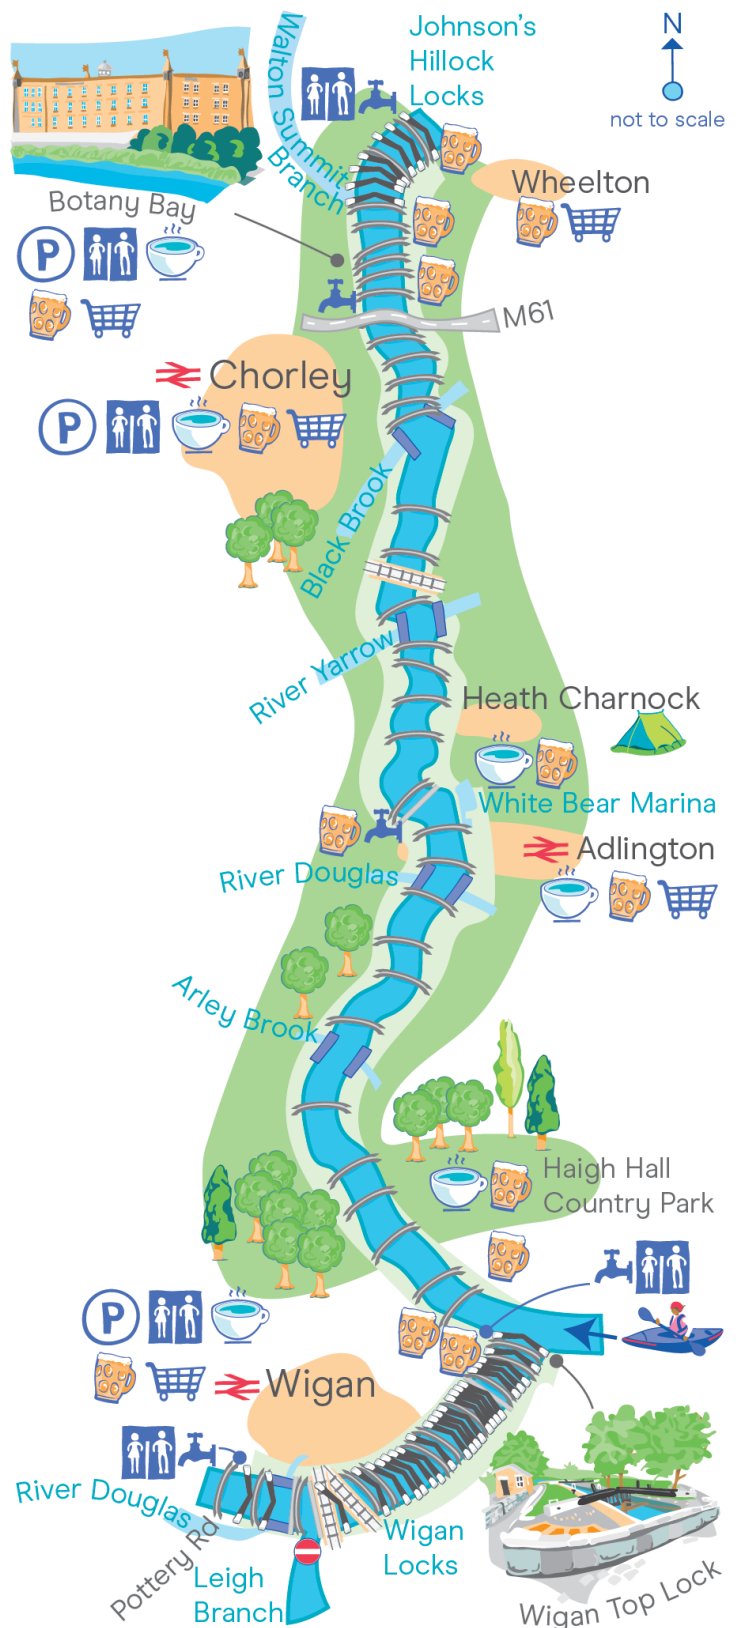 Johnson's
Hillock
Locks
N
not to scale
Walton Summit
Branch
Wheelton
Botany Bay
P
M61
Chorley
P
Black Brook
River Yarrow
Heath Charnock
White Bear Marina
Adlington
River Douglas
Arley Brook
Haigh Hall
Country Park
P
Wigan
River Douglas
Pottery Rd
Wigan
Locks
Leigh
Branch
Wigan Top Lock